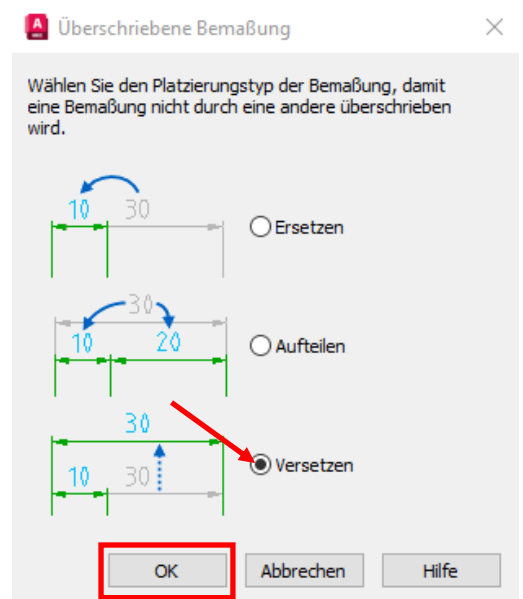 Überschriebene Bemaßung
Wählen Sie den Platzierungstyp der Bemaßung, damit
eine Bemaßung nicht durch eine andere überschrieben
wird.
10 30
Ersetzen
30
10 20
Aufteilen
30
10 30
Versetzen
OK Abbrechen Hilfe